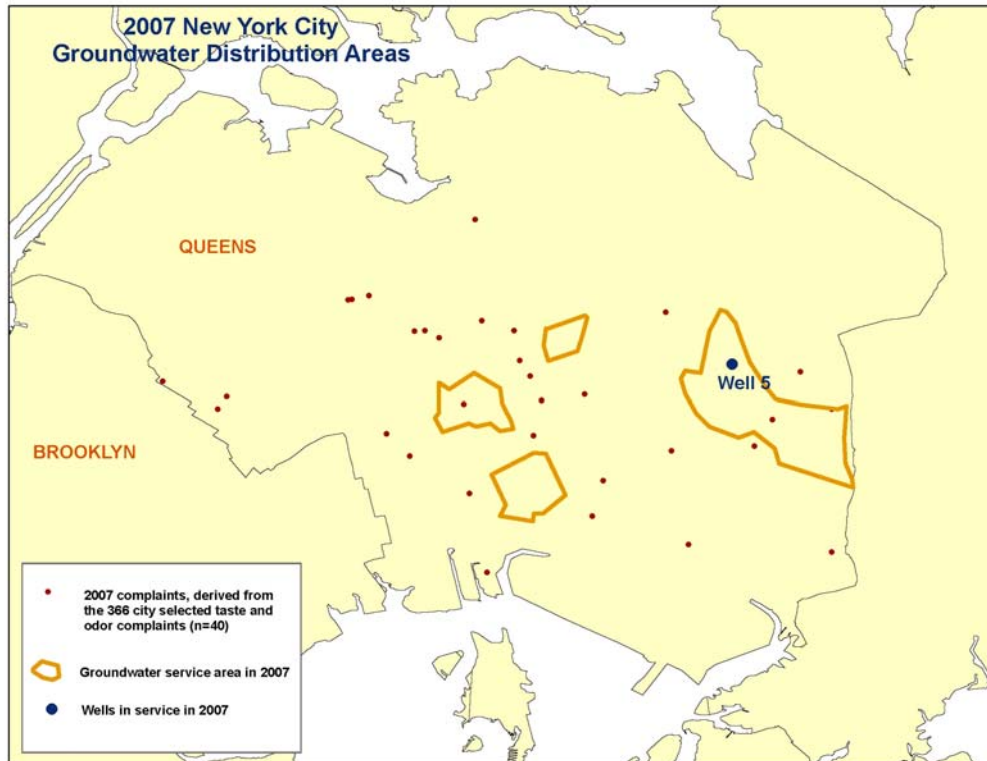 2007 New York City
Groundwater Distribution Areas
QUEENS
Well 5
BROOKLYN
2007 complaints, derived from
the 366 city selected taste and
odor complaints (n=40)
Groundwater service area in 2007
Wells in service in 2007